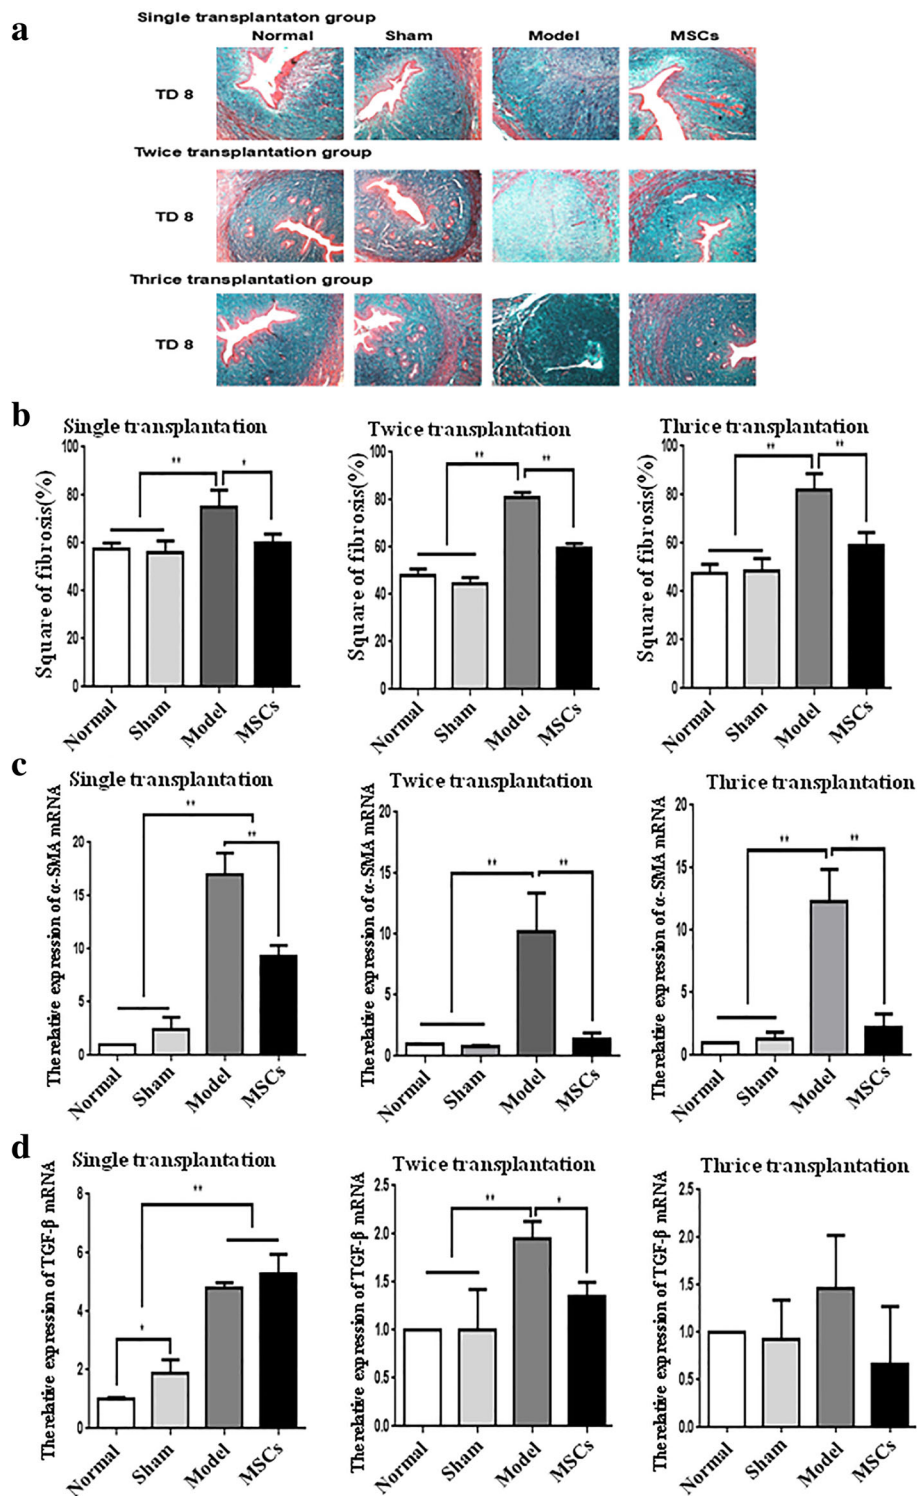 a
Single transplantaton group
Normal Sham Model MSCs
TD 8
Twice transplantation group
TD 8
Thrice transplantation group
TD 8
b
Single transplantation
Square of fibrosis(%)
100
80
60
40
20
0
**
*
Normal Sham Model MSCs
Twice transplantation
Square of fibrosis(%)
100
80
60
40
20
0
**
**
Normal Sham Model MSCs
Thrice transplantation
Square of fibrosis(%)
100
80
60
40
20
0
**
**
Normal Sham Model MSCs
c
Single transplantation
The relative expression of α-SMA mRNA
20
15
10
5
0
**
**
Normal Sham Model MSCs
Twice transplantation
The relative expression of α-SMA mRNA
20
15
10
5
0
**
**
Normal Sham Model MSCs
Thrice transplantation
The relative expression of α-SMA mRNA
20
15
10
5
0
**
**
Normal Sham Model MSCs
d
Single transplantation
The relative expression of TGF-β mRNA
8
6
4
2
0
**
*
Normal Sham Model MSCs
Twice transplantation
The relative expression of TGF-β mRNA
2.5
2.0
1.5
1.0
0.5
0.0
**
*
Normal Sham Model MSCs
Thrice transplantation
The relative expression of TGF-β mRNA
2.5
2.0
1.5
1.0
0.5
0.0
Normal Sham Model MSCs